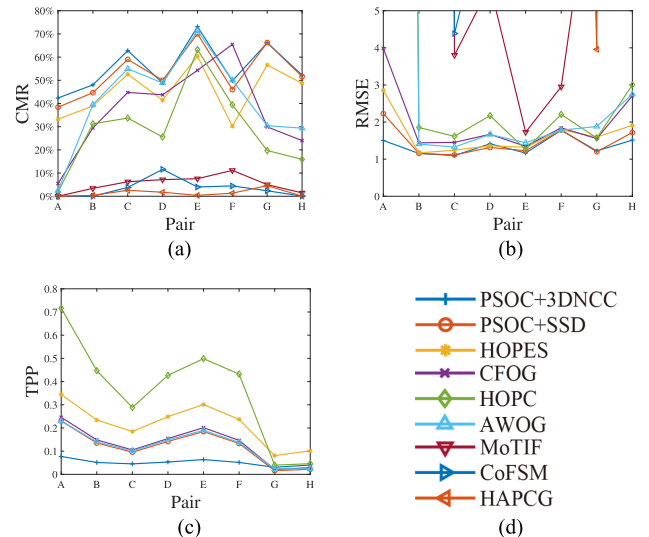 80%
70%
60%
50%
40%
30%
20%
10%
0%
CMR
A B C D E F G H
Pair
(a)
5
4
3
2
1
0
RMSE
A B C D E F G H
Pair
(b)
0.8
0.7
0.6
0.5
0.4
0.3
0.2
0.1
0
TPP
A B C D E F G H
Pair
(c)
PSOC+3DNCC
PSOC+SSD
HOPES
CFOG
HOPC
AWOG
MoTIF
CoFSM
HAPCG
(d)